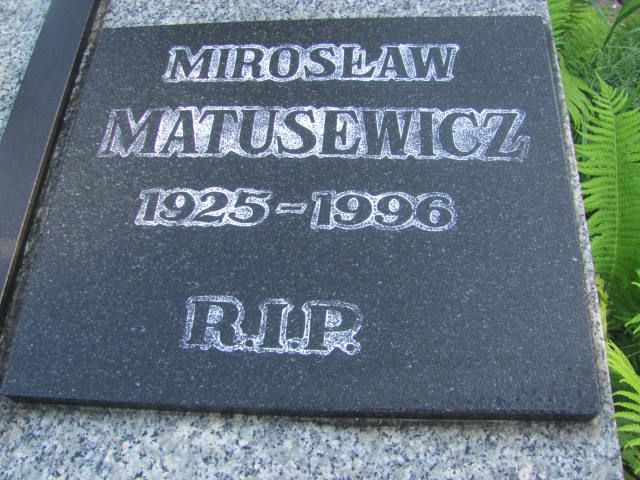 MIROSŁAW
MATUSEWICZ
1925-1996
R.I.P.